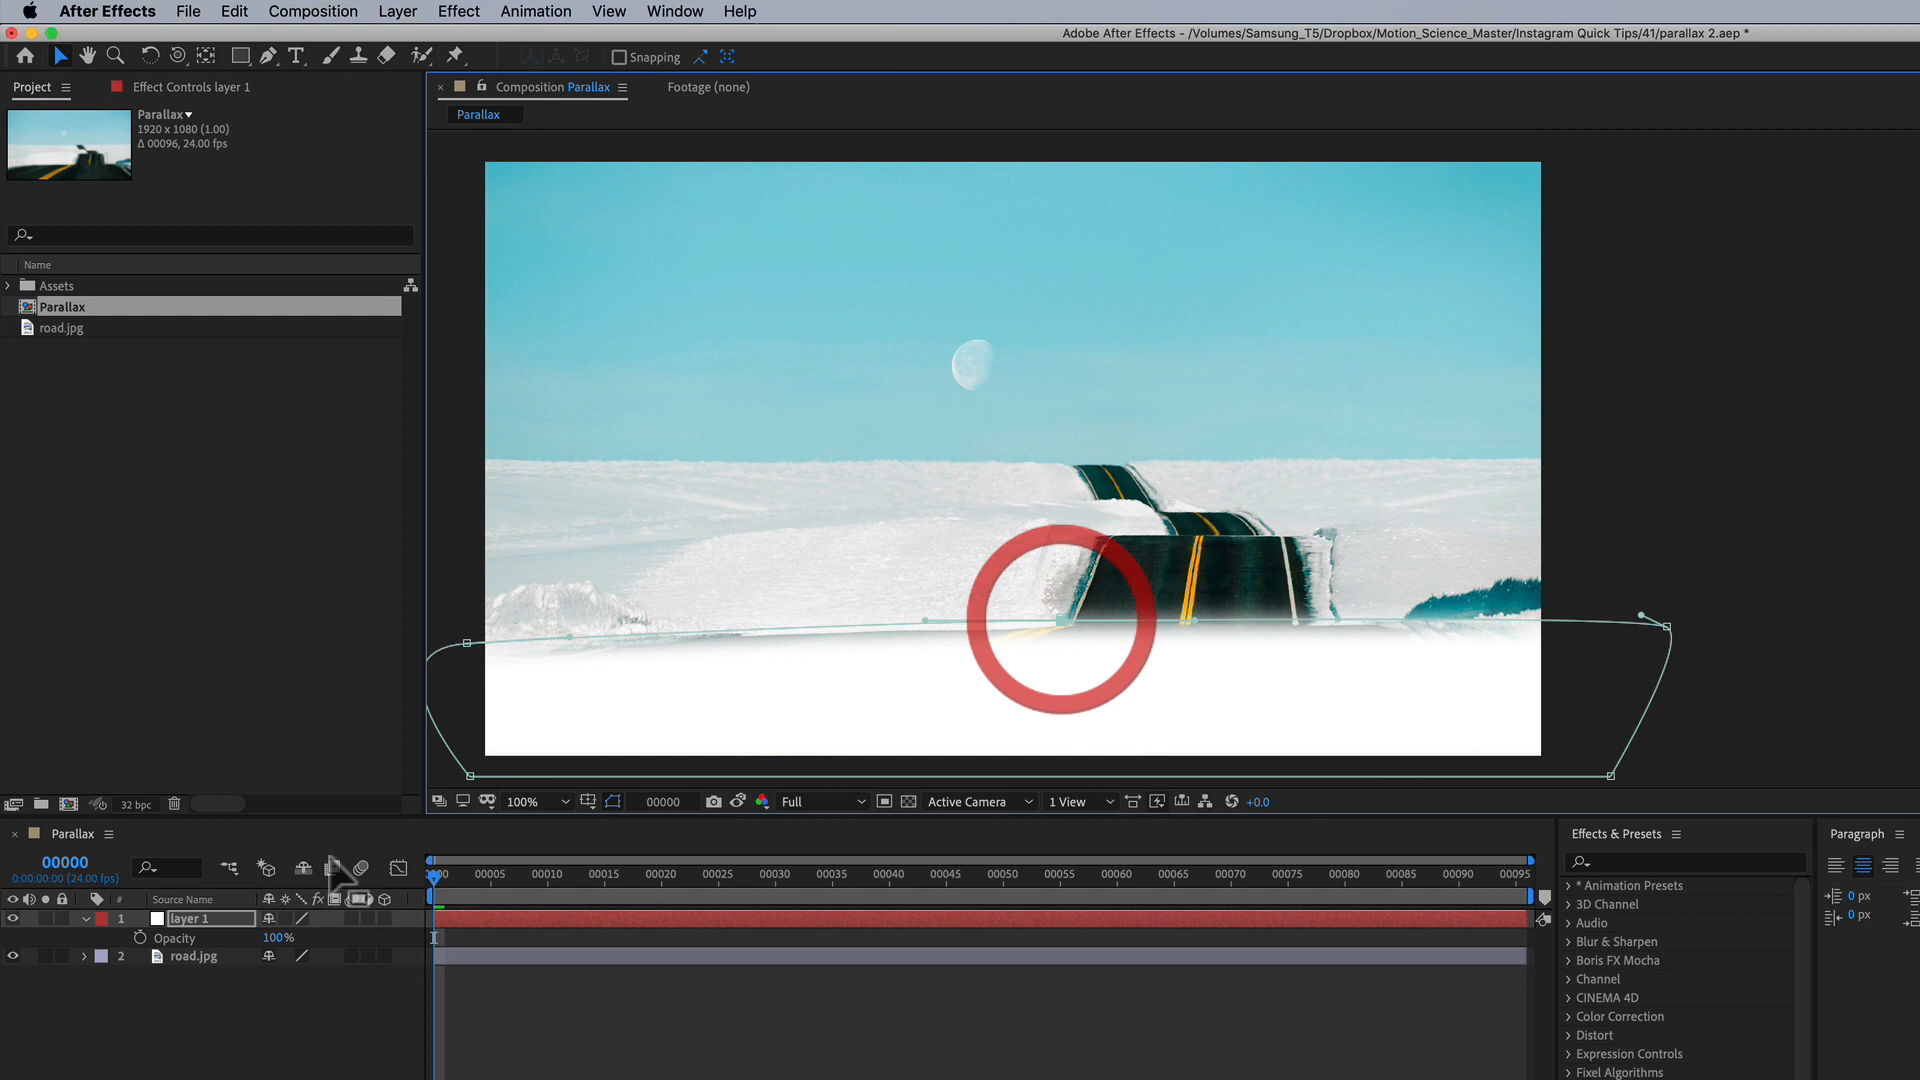 After Effects File Edit Composition Layer Effect Animation View Window Help
Adobe After Effects - /Volumes/Samsung_T5/Dropbox/Motion_Science_Master/Instagram Quick Tips/41/parallax 2.aep *
Snapping
Project Effect Controls layer 1 Composition Parallax Footage (none)
Parallax
1920 x 1080 (1.00)
Δ 00096, 24.00 fps
Parallax
Name
Assets
Parallax
road.jpg
32 bpc 100% 00000 Full Active Camera 1 View +0.0
Parallax Effects & Presets Paragraph
00000
0:00:00:00 (24.00 fps)
00005 00010 00015 00020 00025 00030 00035 00040 00045 00050 00055 00060 00065 00070 00075 00080 00085 00090 00095
# Source Name fx
1 layer 1
Opacity 100%
2 road.jpg
* Animation Presets
3D Channel
Audio
Blur & Sharpen
Boris FX Mocha
Channel
CINEMA 4D
Color Correction
Distort
Expression Controls
Fixel Algorithms
0 px
0 px